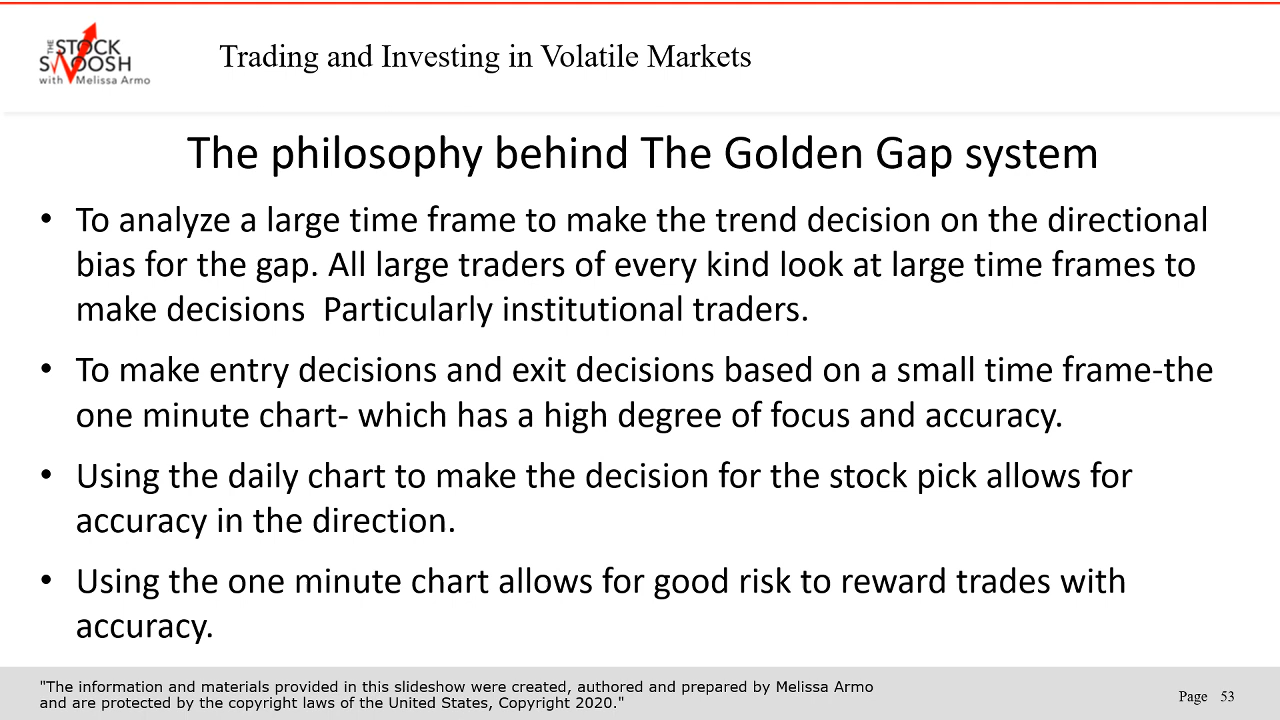 THE STOCK
SWOOSH
with Melissa Armo
Trading and Investing in Volatile Markets
The philosophy behind The Golden Gap system
• To analyze a large time frame to make the trend decision on the directional
bias for the gap. All large traders of every kind look at large time frames to
make decisions  Particularly institutional traders.
• To make entry decisions and exit decisions based on a small time frame-the
one minute chart- which has a high degree of focus and accuracy.
• Using the daily chart to make the decision for the stock pick allows for
accuracy in the direction.
• Using the one minute chart allows for good risk to reward trades with
accuracy.
"The information and materials provided in this slideshow were created, authored and prepared by Melissa Armo
and are protected by the copyright laws of the United States, Copyright 2020."
Page 53